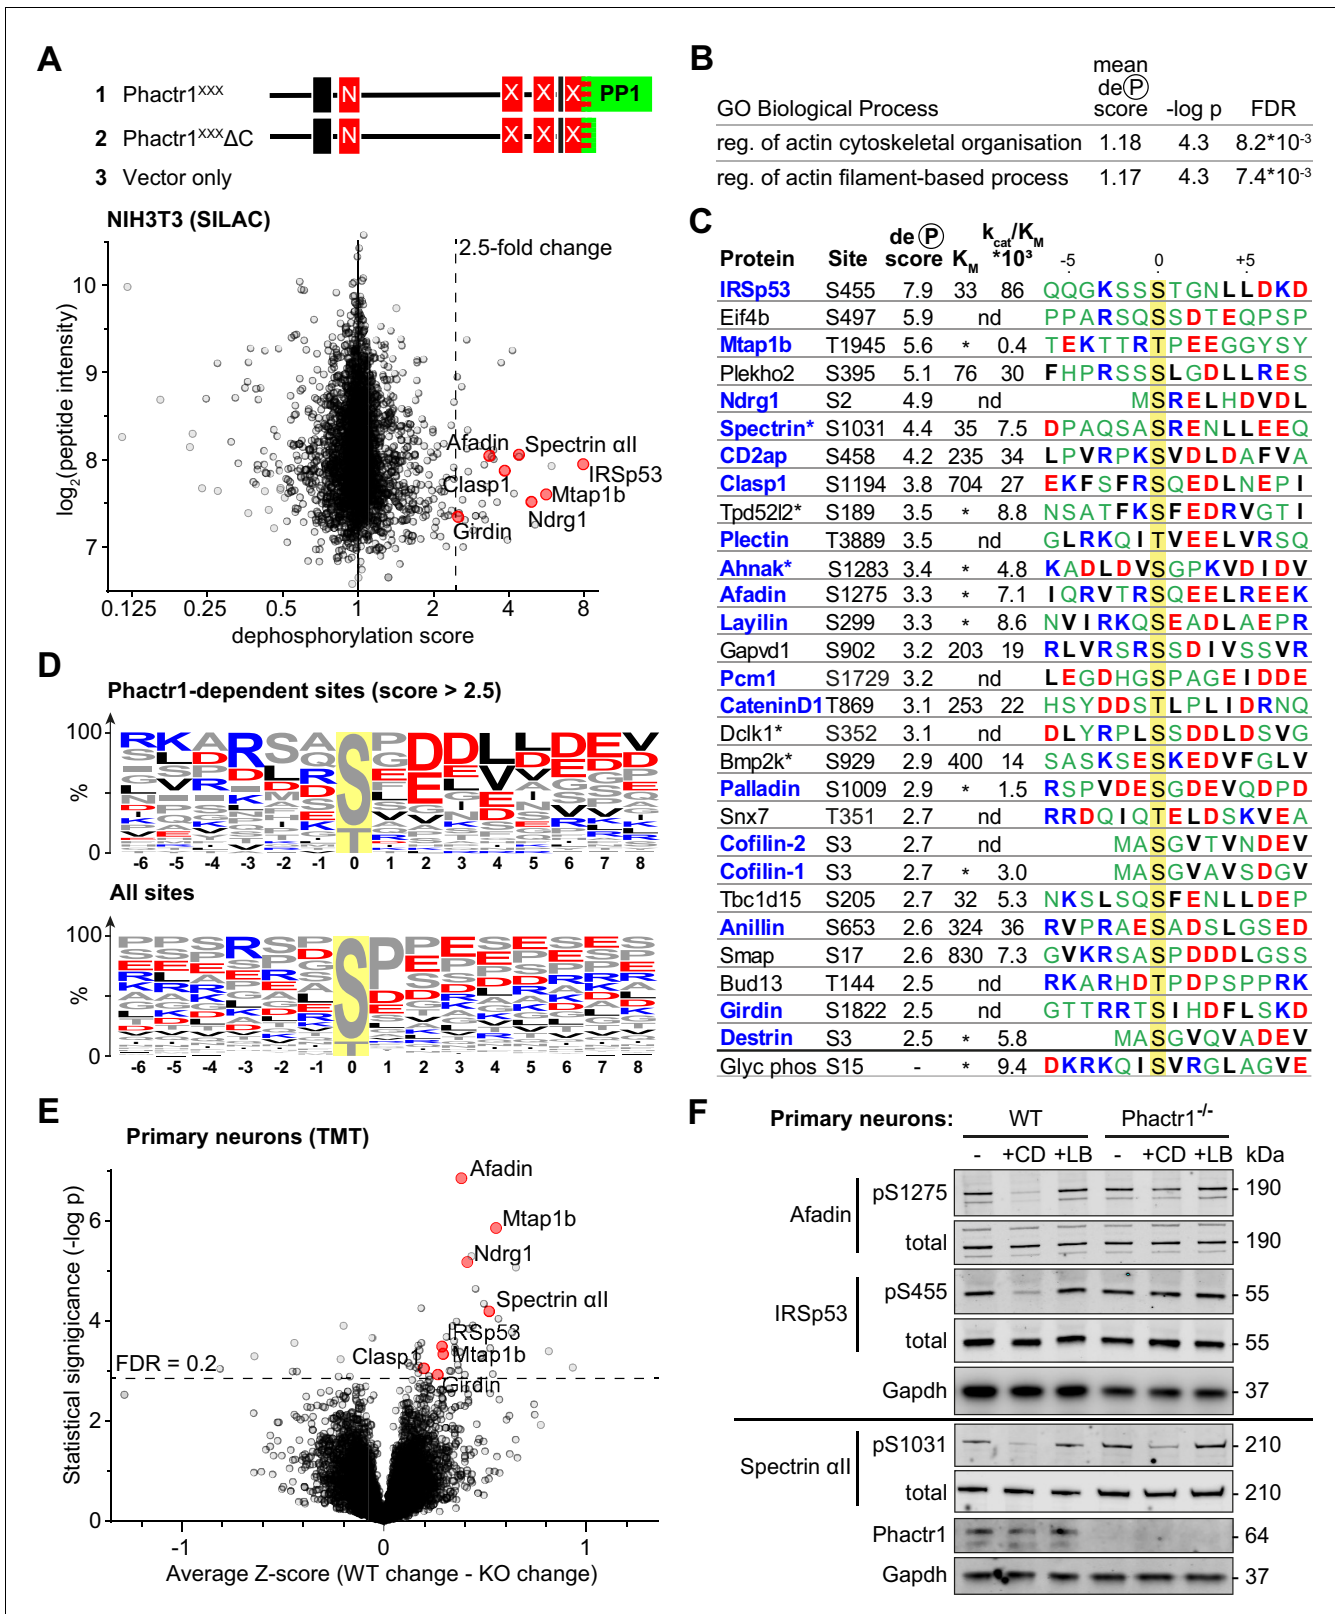 A
1 Phactr1XXX N X X X PP1
2 Phactr1XXXΔC N X X X
3 Vector only
NIH3T3 (SILAC)
2.5-fold change
log2(peptide intensity)
10
9
8
7
Afadin
Spectrin αII
IRSp53
Clasp1
Mtap1b
Ndrg1
Girdin
0.125 0.25 0.5 1 2 4 8
dephosphorylation score
B
GO Biological Process mean deⓅ score -log p FDR
reg. of actin cytoskeletal organisation 1.18 4.3 8.2*10-3
reg. of actin filament-based process 1.17 4.3 7.4*10-3
C
Protein Site deⓅ score KM kcat/KM *10³ -5 0 +5
IRSp53 S455 7.9 33 86 QQGKSSSTGNLLDKD
Eif4b S497 5.9 nd PPARSQSSDTEQPSP
Mtap1b T1945 5.6 * 0.4 TEKTTRTPEEGGYSY
Plekho2 S395 5.1 76 30 FHPRSSSLGDLLRES
Ndrg1 S2 4.9 nd MSRELHDVDL
Spectrin* S1031 4.4 35 7.5 DPAQSASRENLLEEQ
CD2ap S458 4.2 235 34 LPVRPKSVDLDAFVA
Clasp1 S1194 3.8 704 27 EKFSFRSQEDLNEPI
Tpd52l2* S189 3.5 * 8.8 NSATFKSFEDRVGTI
Plectin T3889 3.5 nd GLRKQITVEELVRSQ
Ahnak* S1283 3.4 * 4.8 KADLDVSGPKVDIDV
Afadin S1275 3.3 * 7.1 IQRVTRSQEELREEK
Layilin S299 3.3 * 8.6 NVIRKQSEADLAEPR
Gapvd1 S902 3.2 203 19 RLVRSRSSDIVSSVR
Pcm1 S1729 3.2 nd LEGDHGSPAGEIDDE
CateninD1 T869 3.1 253 22 HSYDDSTLPLIDRNQ
Dclk1* S352 3.1 nd DLYRPLSSDDLDSVG
Bmp2k* S929 2.9 400 14 SASKSESKEDVFGLV
Palladin S1009 2.9 * 1.5 RSPVDESGDEVQDPD
Snx7 T351 2.7 nd RRDQIQTELDSKVEA
Cofilin-2 S3 2.7 nd MASGVTVNDEV
Cofilin-1 S3 2.7 * 3.0 MASGVAVSDGV
Tbc1d15 S205 2.7 32 5.3 NKSLSQSFENLLDEP
Anillin S653 2.6 324 36 RVPRAESADSLGSED
Smap S17 2.6 830 7.3 GVKRSASPDDDLGSS
Bud13 T144 2.5 nd RKARHDTPDPSPPRK
Girdin S1822 2.5 nd GTTRRTSIHDFLSKD
Destrin S3 2.5 * 5.8 MASGVQVADEV
Glyc phos S15 - * 9.4 DKRKQISVRGLAGVE
D
Phactr1-dependent sites (score > 2.5)
100
%
0
-6 -5 -4 -3 -2 -1 0 1 2 3 4 5 6 7 8
All sites
100
%
0
-6 -5 -4 -3 -2 -1 0 1 2 3 4 5 6 7 8
E
Primary neurons (TMT)
Statistical signigicance (-log p)
6
4
2
0
Afadin
Mtap1b
Ndrg1
Spectrin αII
IRSp53
Mtap1b
Clasp1
Girdin
FDR = 0.2
-1 0 1
Average Z-score (WT change - KO change)
F
Primary neurons: WT Phactr1-/-
- +CD +LB - +CD +LB kDa
Afadin
pS1275 190
total 190
IRSp53
pS455 55
total 55
Gapdh 37
Spectrin αII
pS1031 210
total 210
Phactr1 64
Gapdh 37